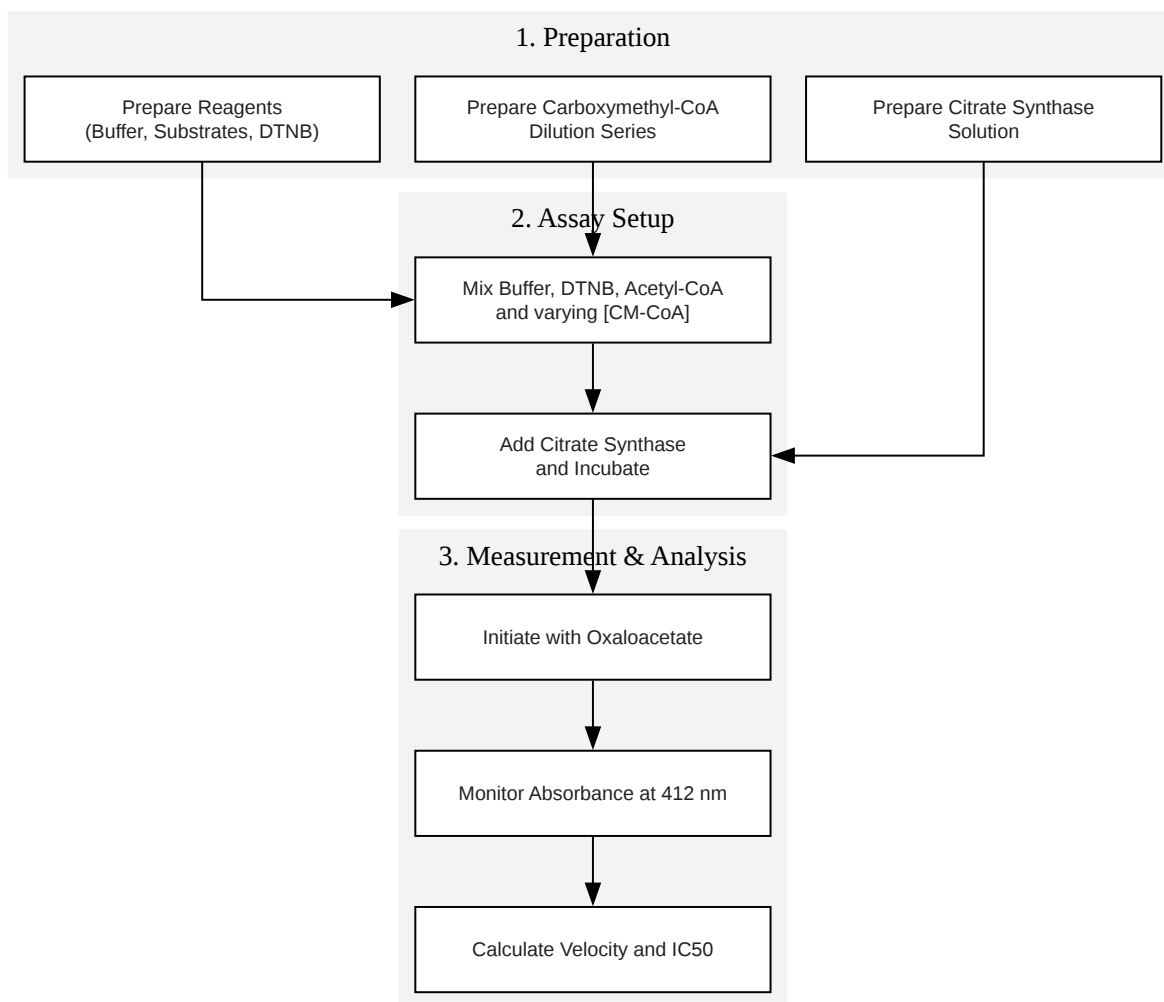 1. Preparation
Prepare Reagents
(Buffer, Substrates, DTNB)
Prepare Carboxymethyl-CoA
Dilution Series
Prepare Citrate Synthase
Solution
2. Assay Setup
Mix Buffer, DTNB, Acetyl-CoA
and varying [CM-CoA]
Add Citrate Synthase
and Incubate
3. Measurement & Analysis
Initiate with Oxaloacetate
Monitor Absorbance at 412 nm
Calculate Velocity and IC50